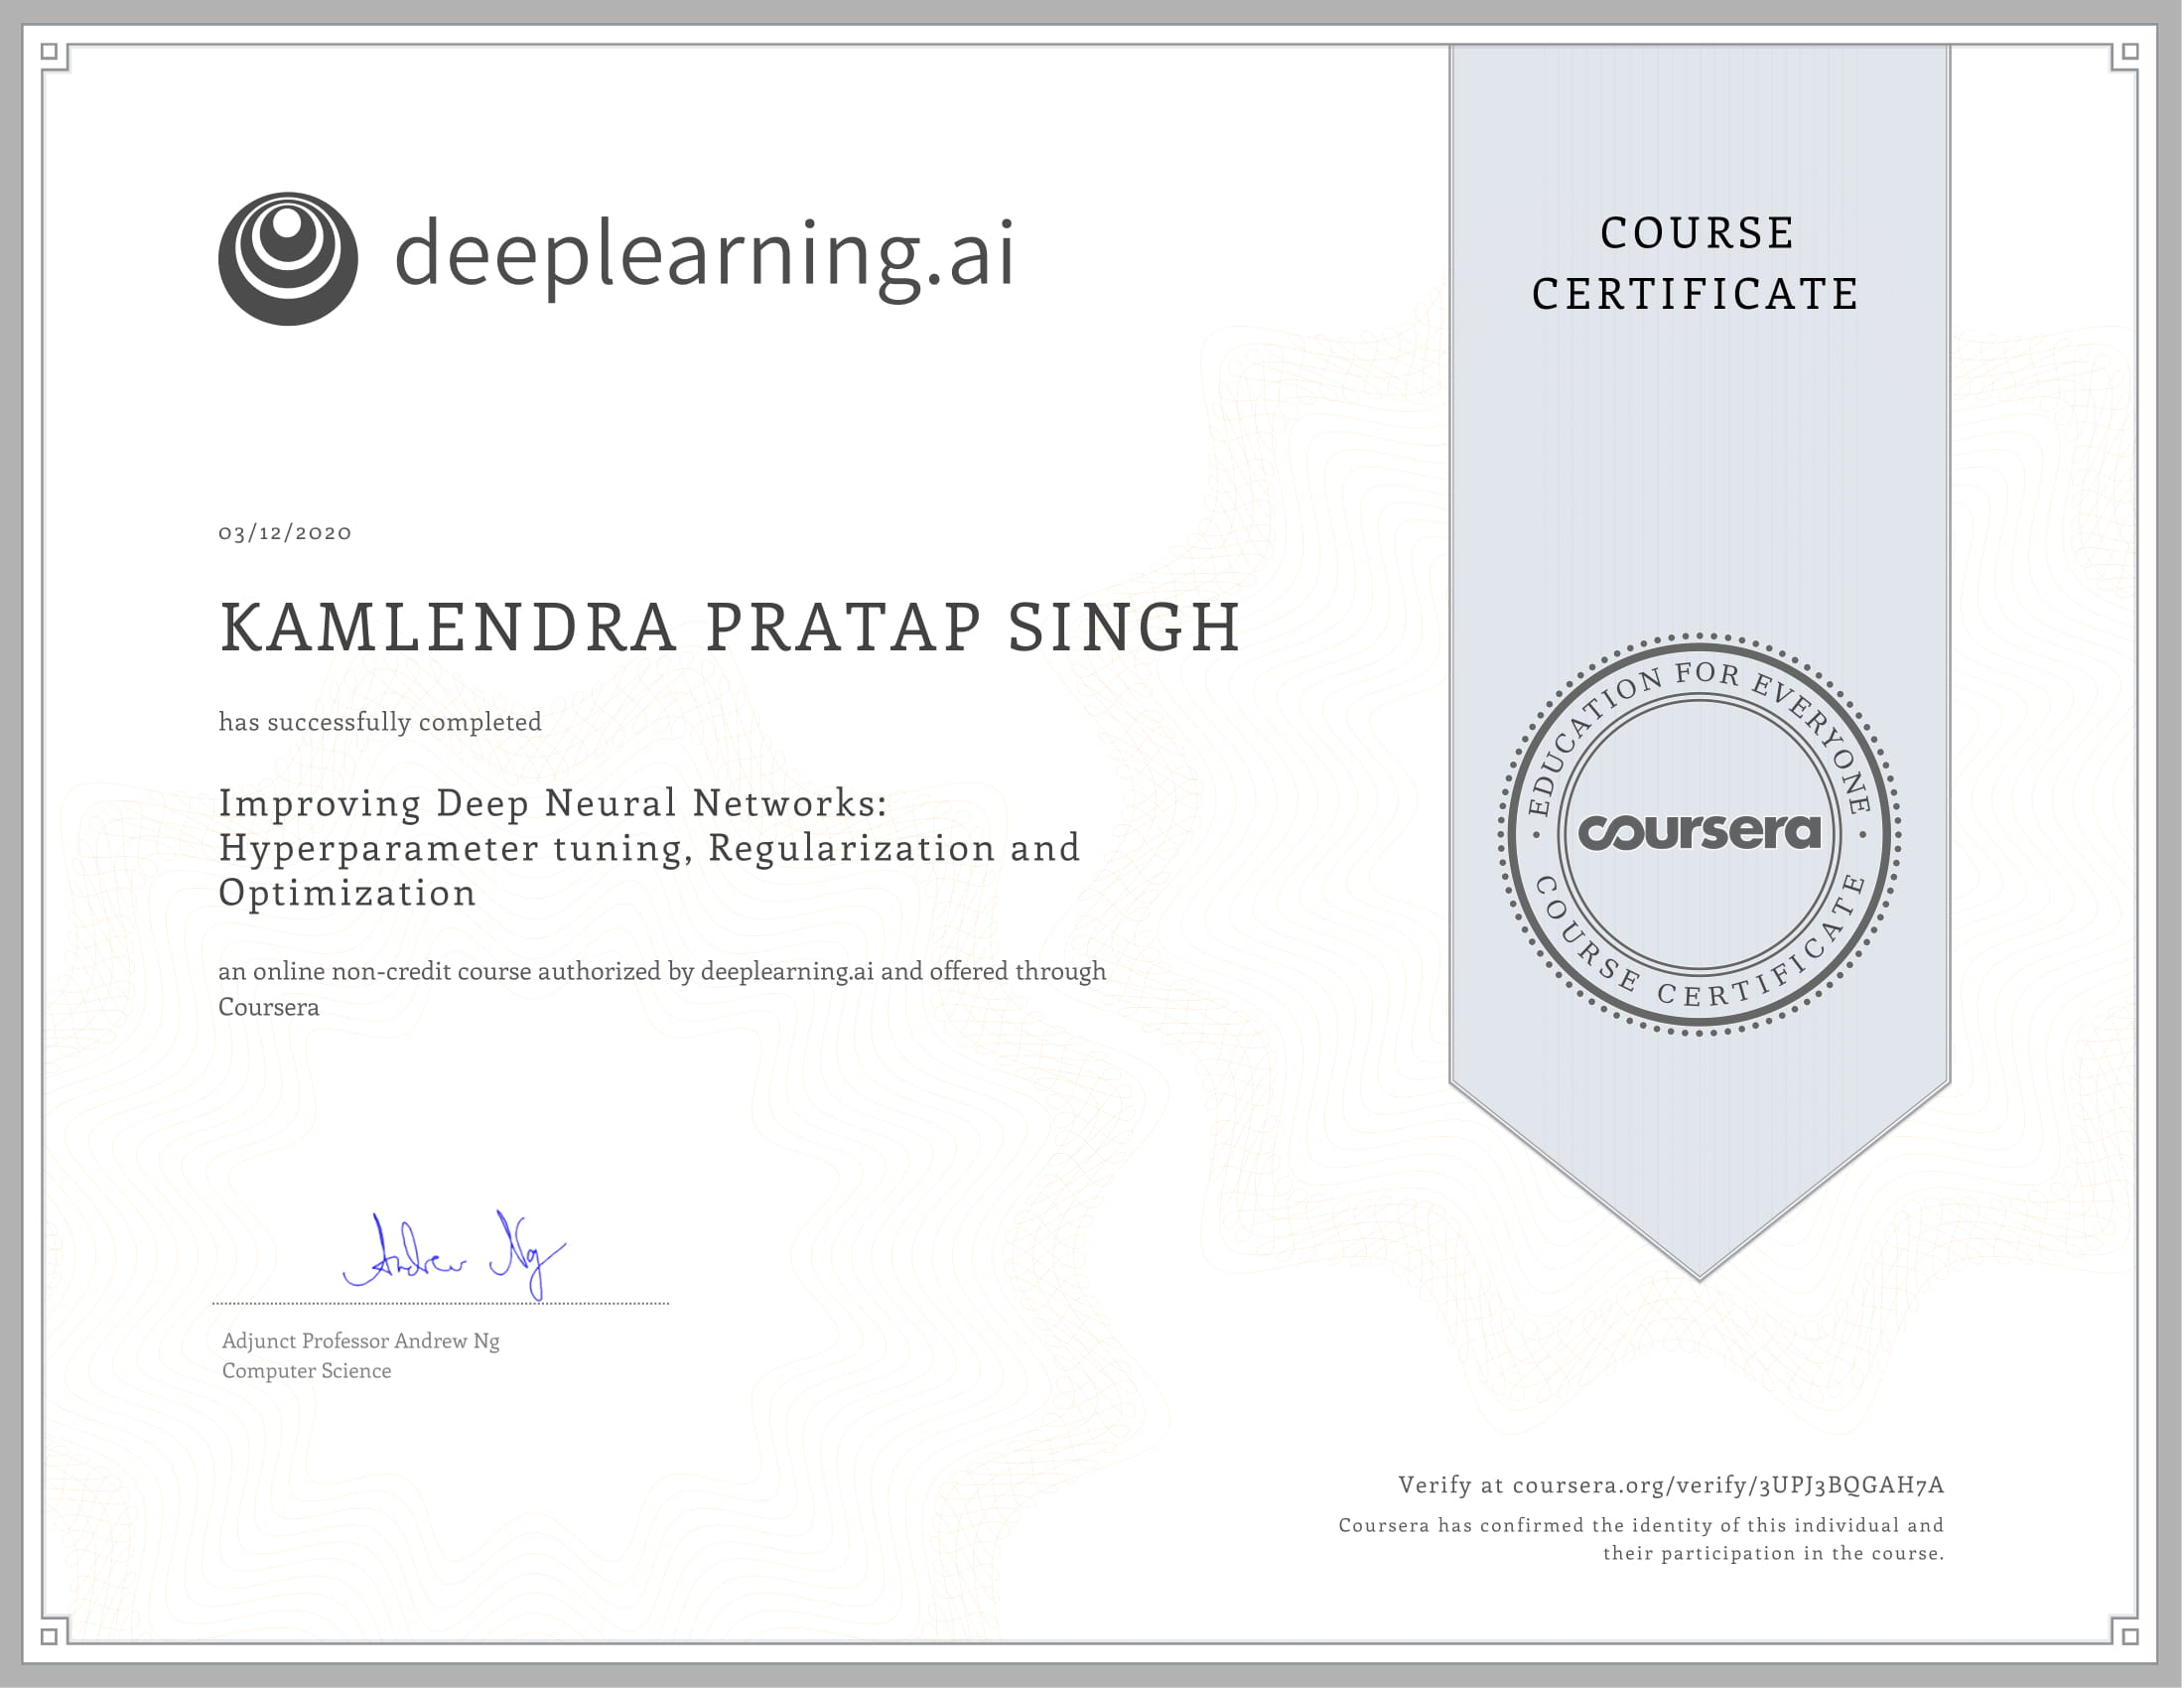 deeplearning.ai
COURSE
CERTIFICATE
03/12/2020
KAMLENDRA PRATAP SINGH
has successfully completed
Improving Deep Neural Networks:
Hyperparameter tuning, Regularization and
Optimization
an online non-credit course authorized by deeplearning.ai and offered through
Coursera
EDUCATION FOR EVERYONE
coursera
COURSE CERTIFICATE
Andrew Ng
Adjunct Professor Andrew Ng
Computer Science
Verify at coursera.org/verify/3UPJ3BQGAH7A
Coursera has confirmed the identity of this individual and
their participation in the course.